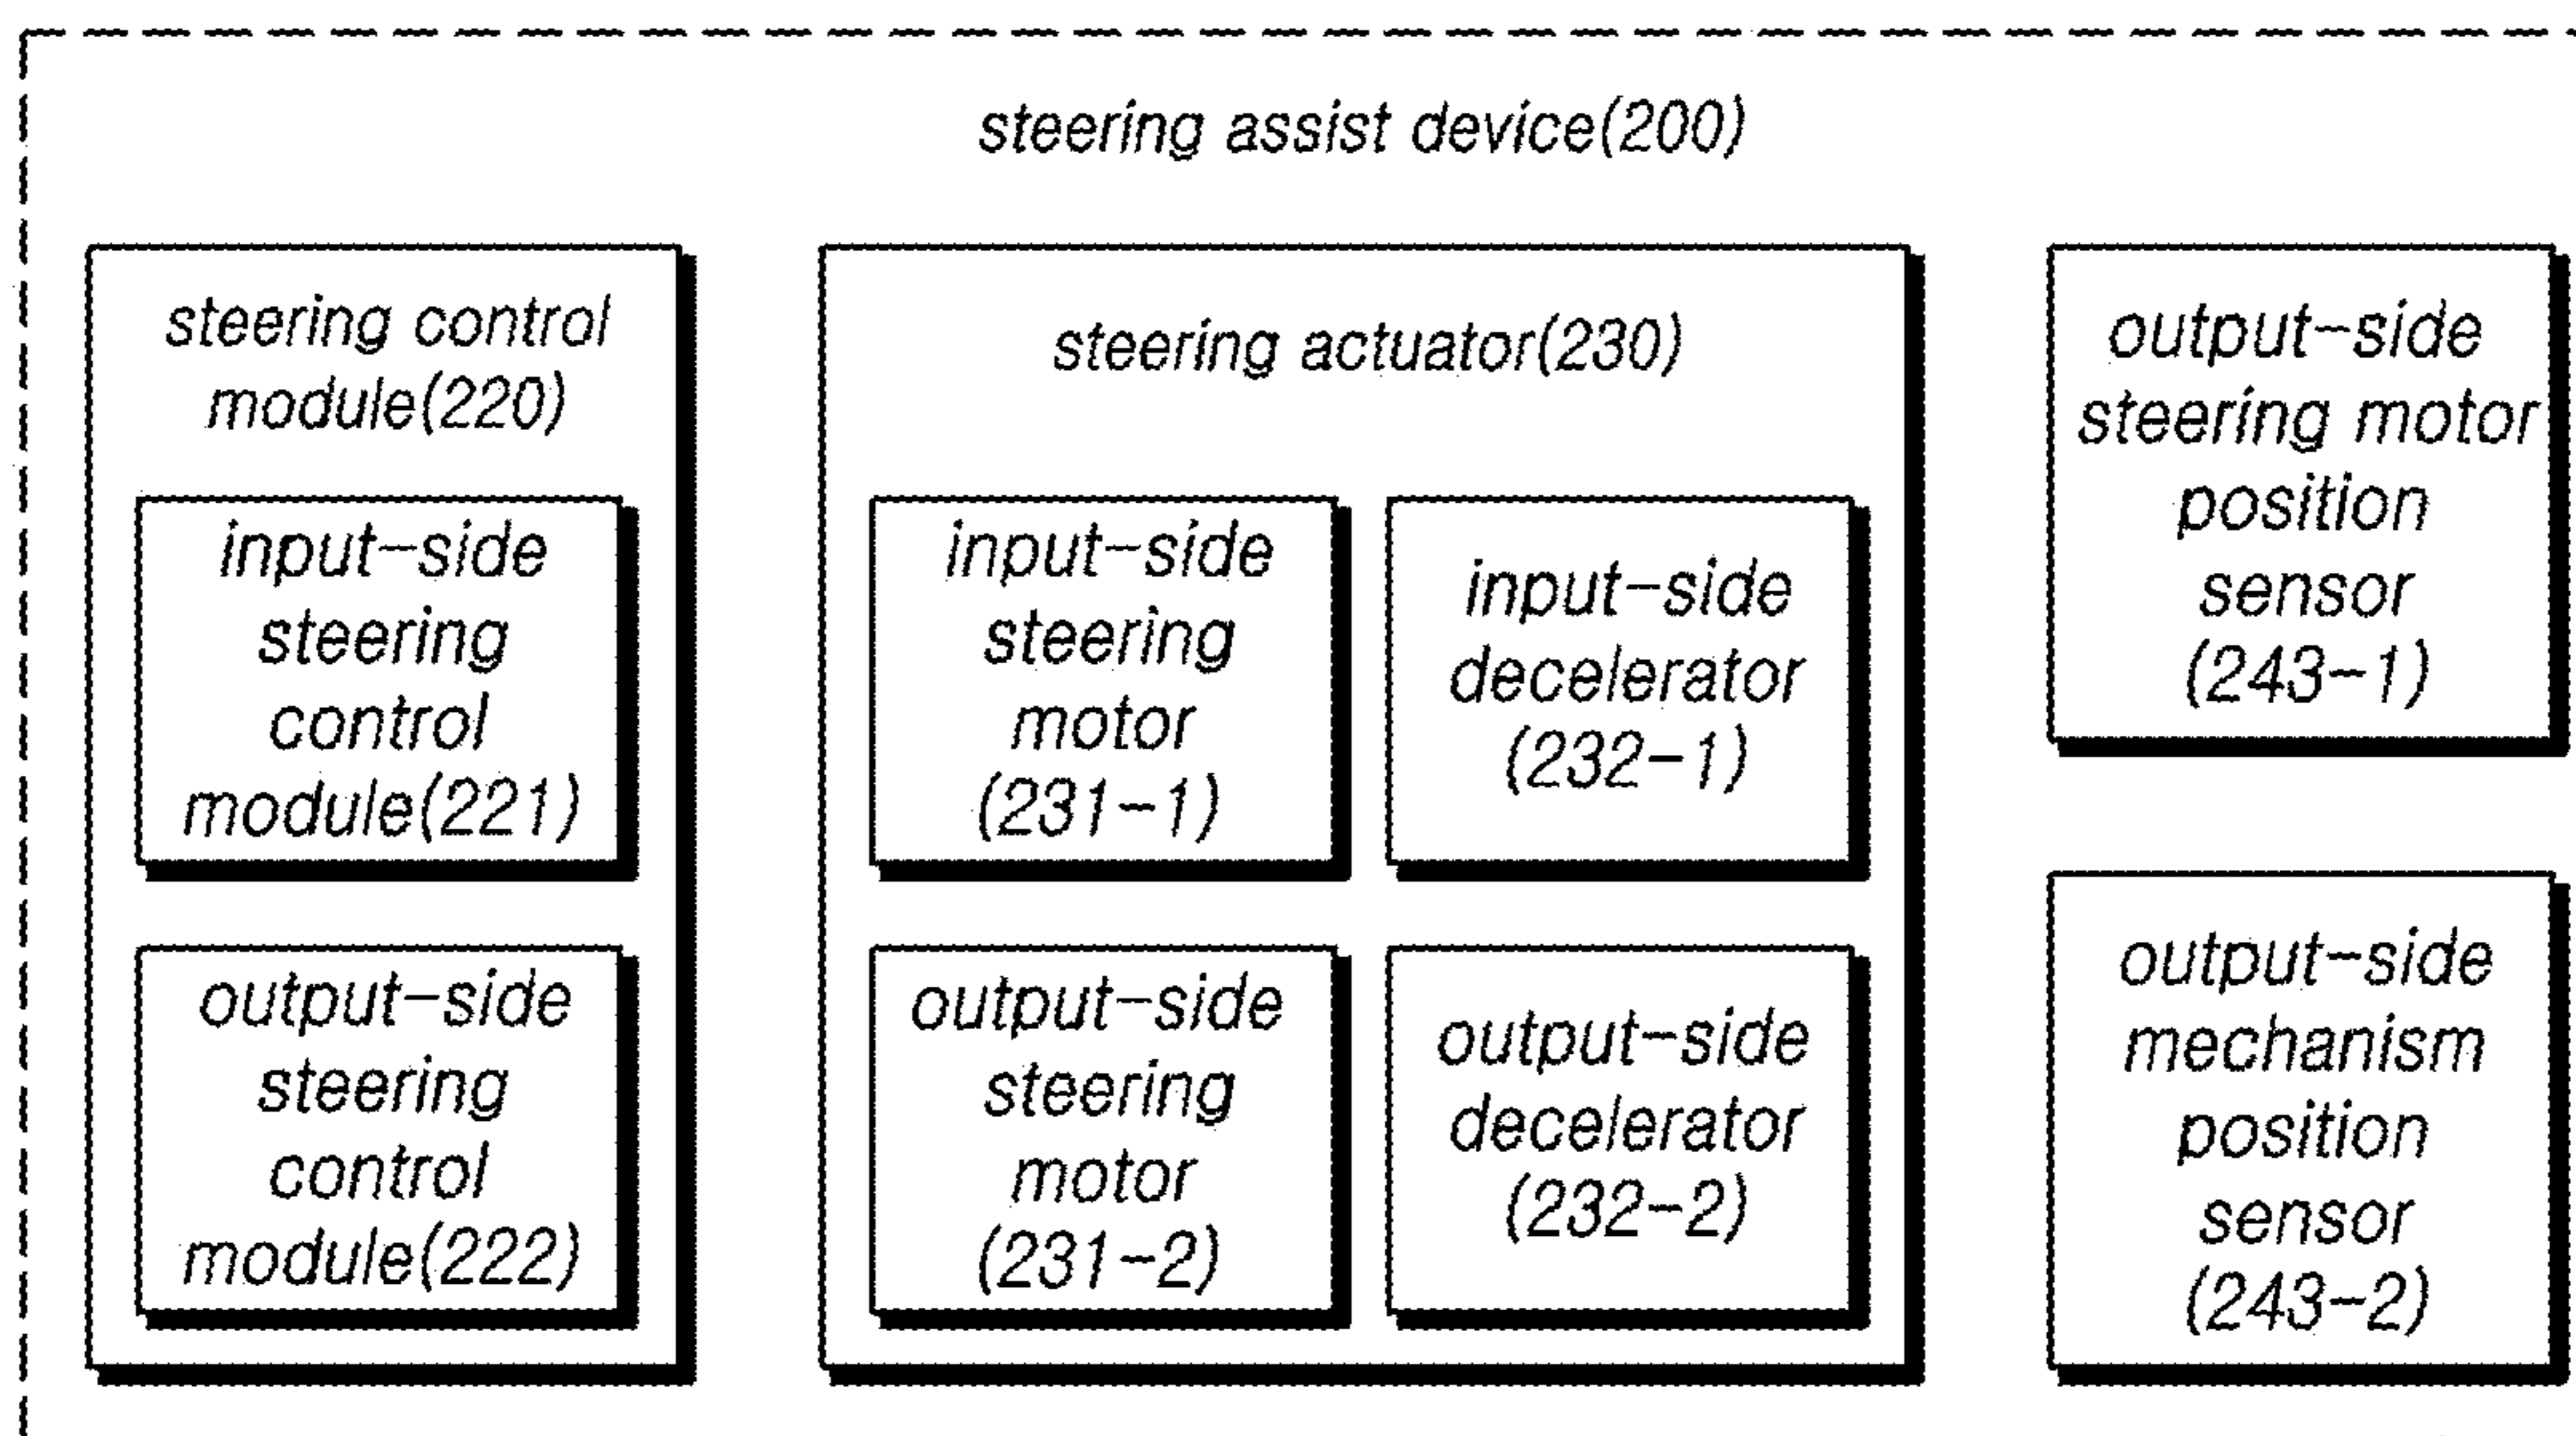 steering assist device(200)
steering control
module(220)
input-side
steering
control
module(221)
output-side
steering
control
module(222)
steering actuator(230)
input-side
steering
motor
(231-1)
input-side
decelerator
(232-1)
output-side
steering
motor
(231-2)
output-side
decelerator
(232-2)
output-side
steering motor
position
sensor
(243-1)
output-side
mechanism
position
sensor
(243-2)